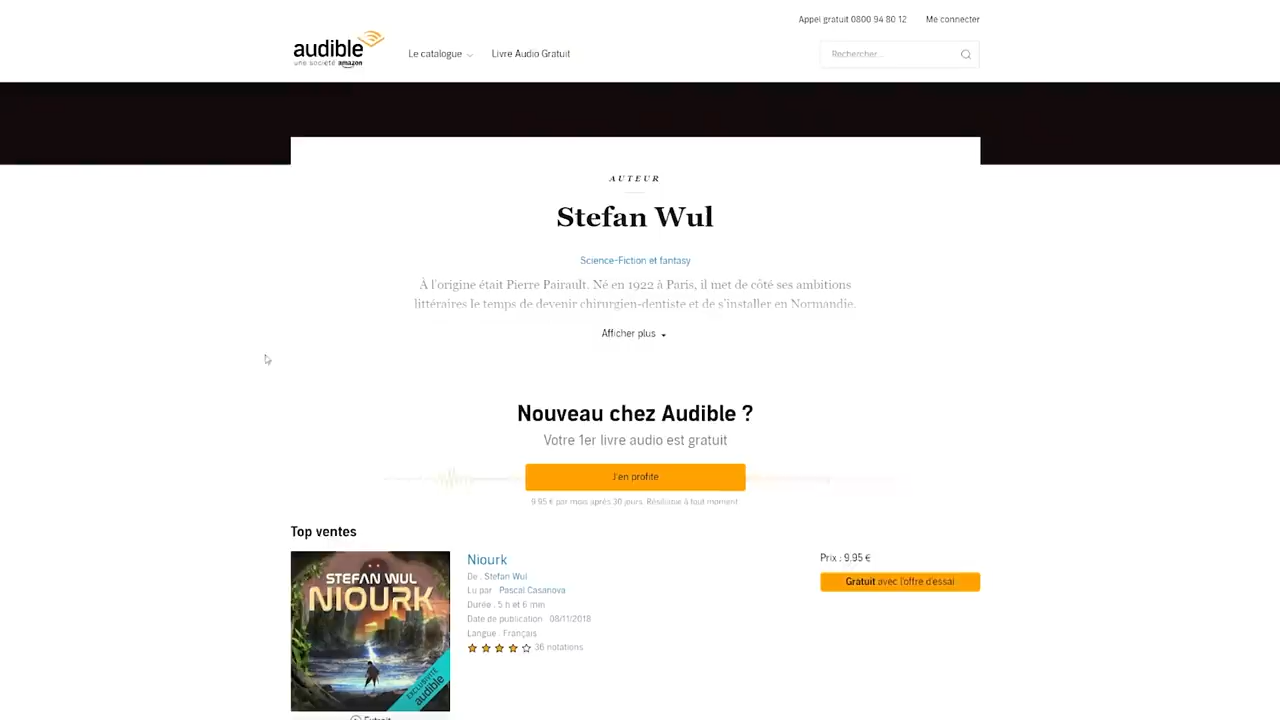 Appel gratuit 0800 94 80 12 Me connecter
audible
une société amazon
Le catalogue Livre Audio Gratuit Rechercher...
AUTEUR
Stefan Wul
Science-Fiction et fantasy
À l'origine était Pierre Pairault. Né en 1922 à Paris, il met de côté ses ambitions
littéraires le temps de devenir chirurgien-dentiste et de s'installer en Normandie.
Afficher plus
Nouveau chez Audible ?
Votre 1er livre audio est gratuit
J'en profite
9,95 € par mois après 30 jours. Résiliable à tout moment.
Top ventes
STEFAN WUL
NIOURK
EXCLUSIVITÉ
audible
Extrait
Niourk
De : Stefan Wul
Lu par : Pascal Casanova
Durée : 5 h et 6 min
Date de publication : 08/11/2018
Langue : Français
36 notations
Prix : 9,95 €
Gratuit avec l'offre d'essai